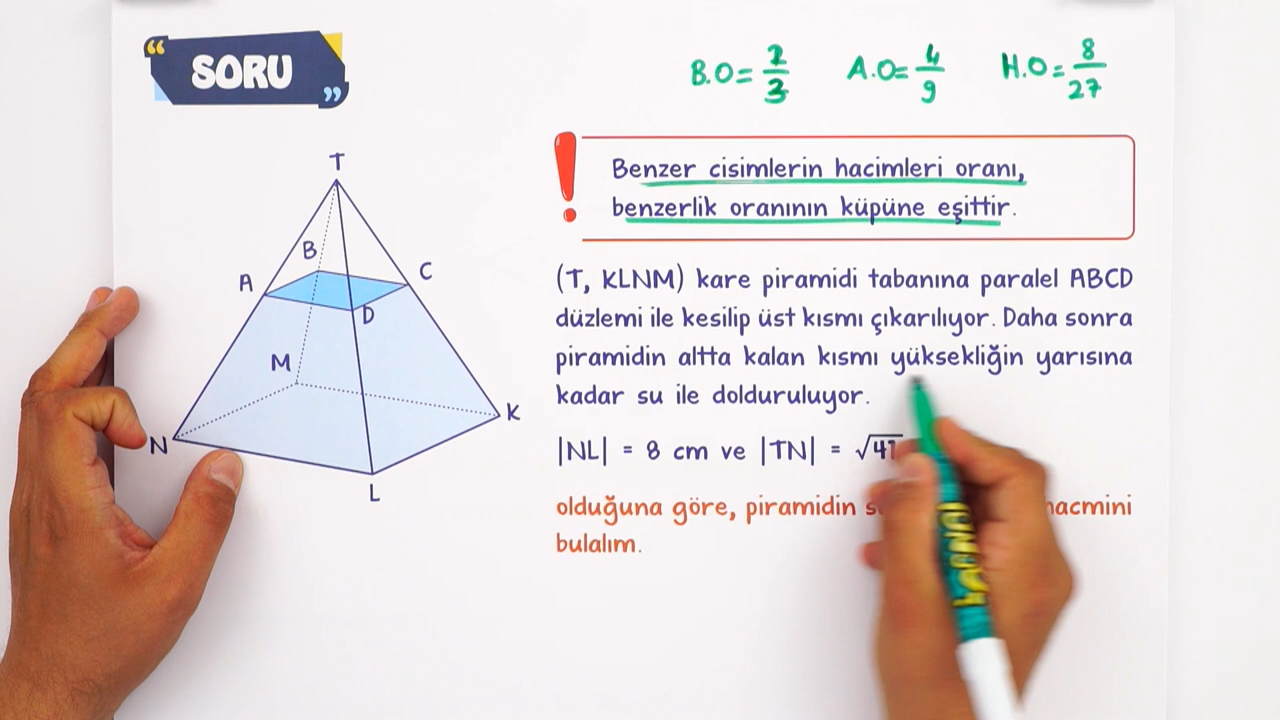 “ SORU ”
B.O = 2/3 A.O = 4/9 H.O = 8/27
Benzer cisimlerin hacimleri oranı,
benzerlik oranının küpüne eşittir.
(T, KLNM) kare piramidi tabanına paralel ABCD
düzlemi ile kesilip üst kısmı çıkarılıyor. Daha sonra
piramidin altta kalan kısmı yüksekliğin yarısına
kadar su ile dolduruluyor.
|NL| = 8 cm ve |TN| = √41
olduğuna göre, piramidin hacmini
bulalım.
T
B
A
C
D
M
K
N
L